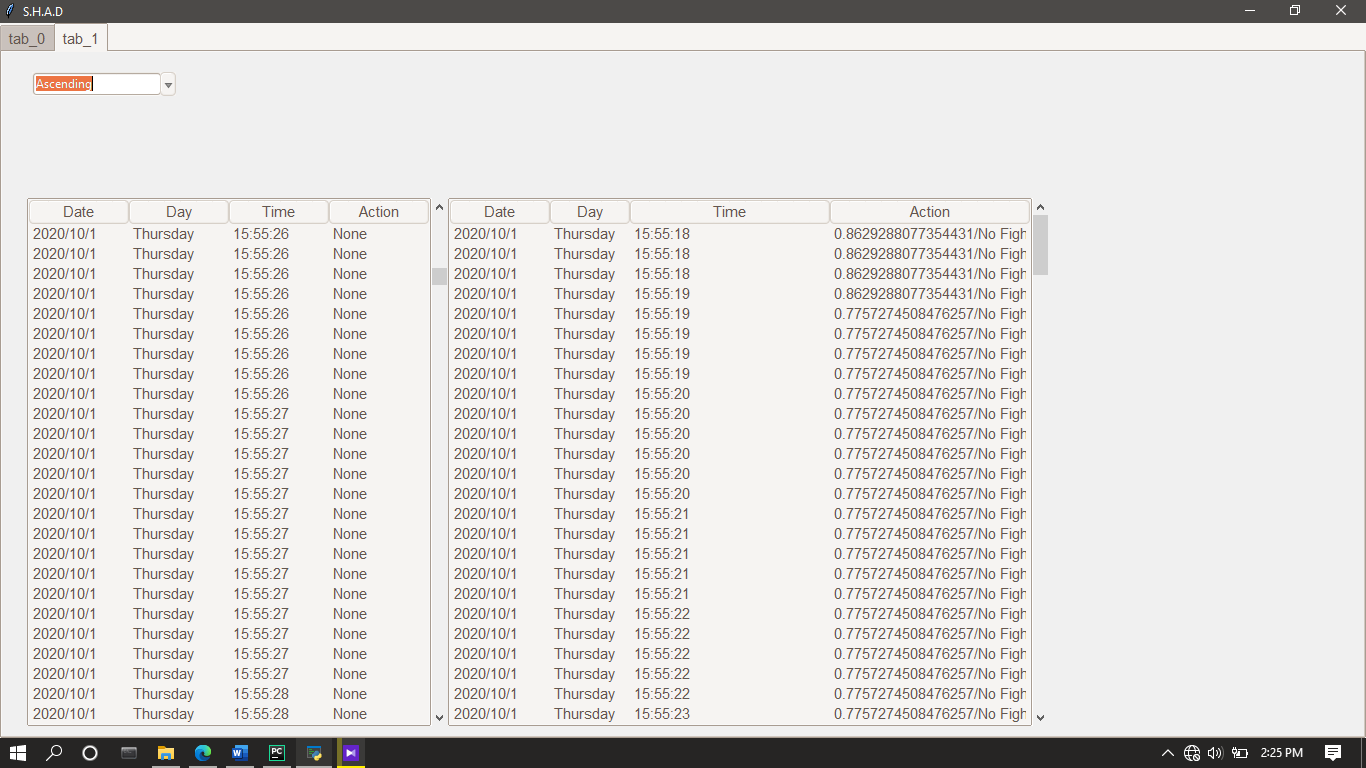 S.H.A.D
tab_0 tab_1
Ascending
Date Day Time Action Date Day Time Action
2020/10/1 Thursday 15:55:26 None 2020/10/1 Thursday 15:55:18 0.8629288077354431/No Figh
2020/10/1 Thursday 15:55:26 None 2020/10/1 Thursday 15:55:18 0.8629288077354431/No Figh
2020/10/1 Thursday 15:55:26 None 2020/10/1 Thursday 15:55:18 0.8629288077354431/No Figh
2020/10/1 Thursday 15:55:26 None 2020/10/1 Thursday 15:55:19 0.8629288077354431/No Figh
2020/10/1 Thursday 15:55:26 None 2020/10/1 Thursday 15:55:19 0.7757274508476257/No Figh
2020/10/1 Thursday 15:55:26 None 2020/10/1 Thursday 15:55:19 0.7757274508476257/No Figh
2020/10/1 Thursday 15:55:26 None 2020/10/1 Thursday 15:55:19 0.7757274508476257/No Figh
2020/10/1 Thursday 15:55:26 None 2020/10/1 Thursday 15:55:19 0.7757274508476257/No Figh
2020/10/1 Thursday 15:55:26 None 2020/10/1 Thursday 15:55:20 0.7757274508476257/No Figh
2020/10/1 Thursday 15:55:27 None 2020/10/1 Thursday 15:55:20 0.7757274508476257/No Figh
2020/10/1 Thursday 15:55:27 None 2020/10/1 Thursday 15:55:20 0.7757274508476257/No Figh
2020/10/1 Thursday 15:55:27 None 2020/10/1 Thursday 15:55:20 0.7757274508476257/No Figh
2020/10/1 Thursday 15:55:27 None 2020/10/1 Thursday 15:55:20 0.7757274508476257/No Figh
2020/10/1 Thursday 15:55:27 None 2020/10/1 Thursday 15:55:20 0.7757274508476257/No Figh
2020/10/1 Thursday 15:55:27 None 2020/10/1 Thursday 15:55:21 0.7757274508476257/No Figh
2020/10/1 Thursday 15:55:27 None 2020/10/1 Thursday 15:55:21 0.7757274508476257/No Figh
2020/10/1 Thursday 15:55:27 None 2020/10/1 Thursday 15:55:21 0.7757274508476257/No Figh
2020/10/1 Thursday 15:55:27 None 2020/10/1 Thursday 15:55:21 0.7757274508476257/No Figh
2020/10/1 Thursday 15:55:27 None 2020/10/1 Thursday 15:55:21 0.7757274508476257/No Figh
2020/10/1 Thursday 15:55:27 None 2020/10/1 Thursday 15:55:22 0.7757274508476257/No Figh
2020/10/1 Thursday 15:55:27 None 2020/10/1 Thursday 15:55:22 0.7757274508476257/No Figh
2020/10/1 Thursday 15:55:27 None 2020/10/1 Thursday 15:55:22 0.7757274508476257/No Figh
2020/10/1 Thursday 15:55:27 None 2020/10/1 Thursday 15:55:22 0.7757274508476257/No Figh
2020/10/1 Thursday 15:55:28 None 2020/10/1 Thursday 15:55:22 0.7757274508476257/No Figh
2020/10/1 Thursday 15:55:28 None 2020/10/1 Thursday 15:55:23 0.7757274508476257/No Figh
W PC 2:25 PM